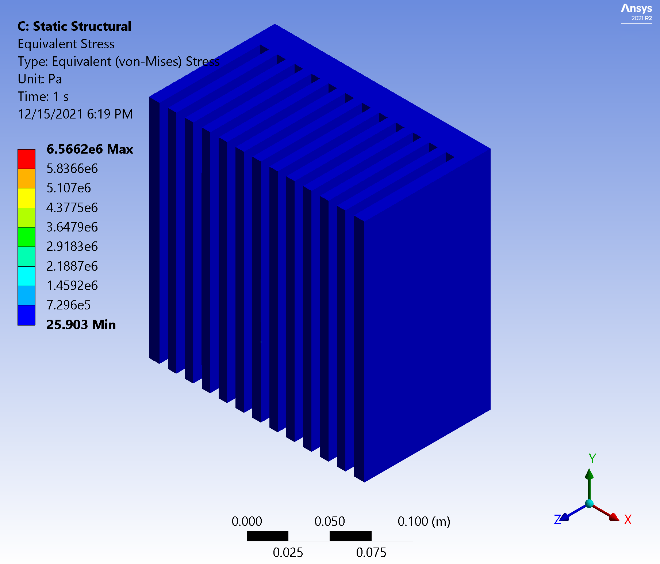 Ansys
2021 R2
C: Static Structural
Equivalent Stress
Type: Equivalent (von-Mises) Stress
Unit: Pa
Time: 1 s
12/15/2021 6:19 PM
6.5662e6 Max
5.8366e6
5.107e6
4.3775e6
3.6479e6
2.9183e6
2.1887e6
1.4592e6
7.296e5
25.903 Min
0.000 0.050 0.100 (m)
0.025 0.075
Y
Z X